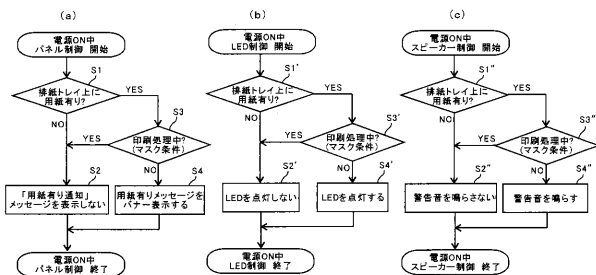 (a)
電源ON中
パネル制御 開始
S1
排紙トレイ上に
用紙有り?
YES
NO
S3
印刷処理中?
(マスク条件)
YES
NO
S2
「用紙有り通知」
メッセージを表示しない
S4
用紙有りメッセージを
バナー表示する
電源ON中
パネル制御 終了
(b)
電源ON中
LED制御 開始
S1'
排紙トレイ上に
用紙有り?
YES
NO
S3'
印刷処理中?
(マスク条件)
YES
NO
S2'
LEDを点灯しない
S4'
LEDを点灯する
電源ON中
LED制御 終了
(c)
電源ON中
スピーカー制御 開始
S1"
排紙トレイ上に
用紙有り?
YES
NO
S3"
印刷処理中?
(マスク条件)
YES
NO
S2"
警告音を鳴らさない
S4"
警告音を鳴らす
電源ON中
スピーカー制御 終了